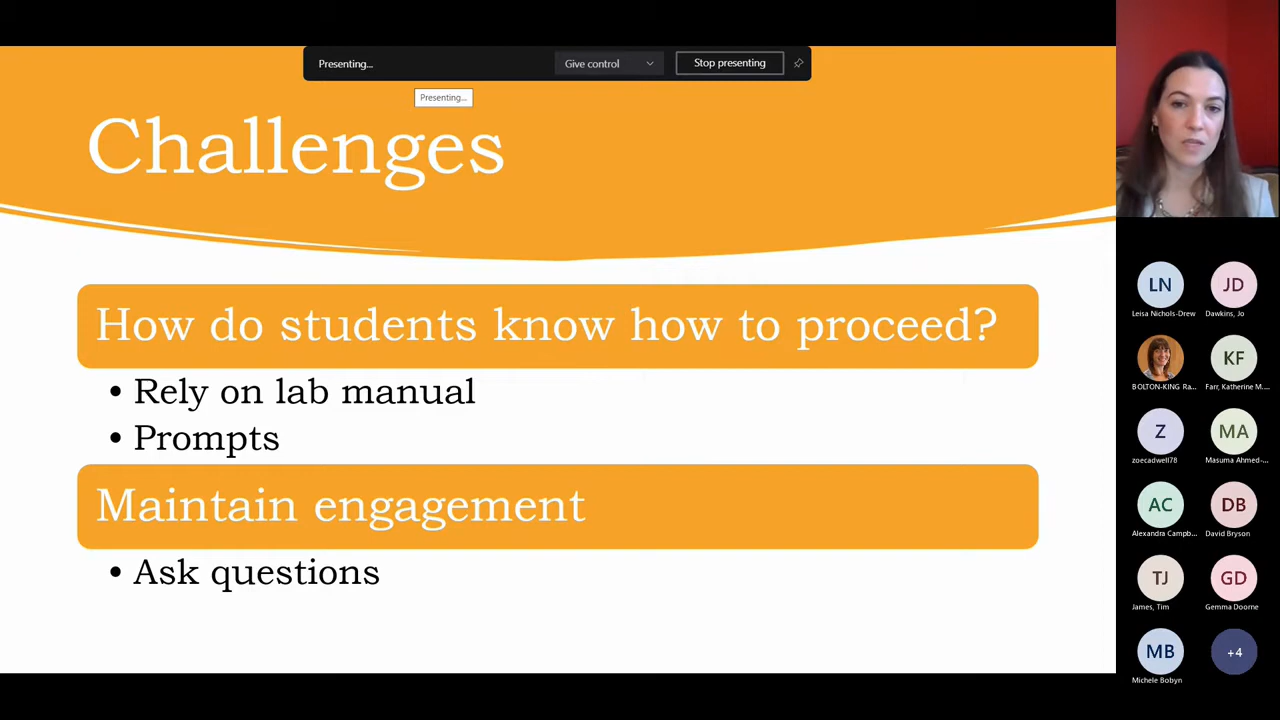 Presenting...
Give control
Stop presenting
Presenting...
Challenges
How do students know how to proceed?
• Rely on lab manual
• Prompts
Maintain engagement
• Ask questions
LN
JD
Leisa Nichols-Drew
Dawkins, Jo
KF
BOLTON-KING Ra...
Farr, Katherine M...
Z
MA
zoecadwell78
Masuma Ahmed-...
AC
DB
Alexandra Campb...
David Bryson
TJ
GD
James, Tim
Gemma Doorne
MB
+4
Michele Bobyn